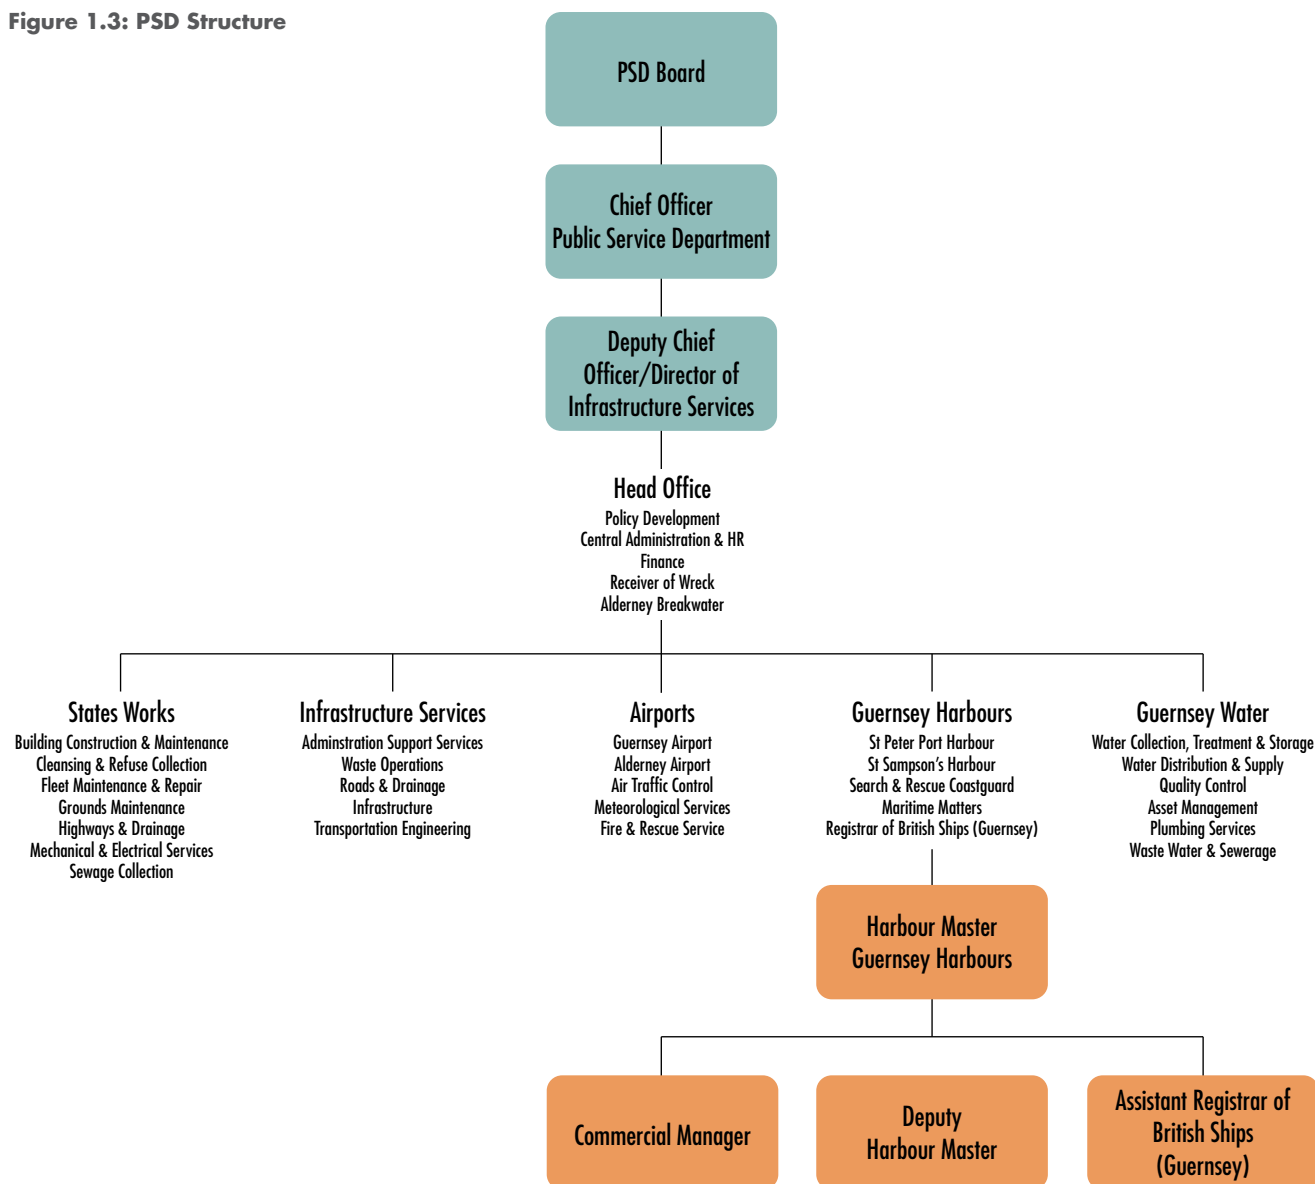 Figure 1.3: PSD Structure
PSD Board
Chief Officer
Public Service Department
Deputy Chief
Officer/Director of
Infrastructure Services
Head Office
Policy Development
Central Administration & HR
Finance
Receiver of Wreck
Alderney Breakwater
States Works
Building Construction & Maintenance
Cleansing & Refuse Collection
Fleet Maintenance & Repair
Grounds Maintenance
Highways & Drainage
Mechanical & Electrical Services
Sewage Collection
Infrastructure Services
Adminstration Support Services
Waste Operations
Roads & Drainage
Infrastructure
Transportation Engineering
Airports
Guernsey Airport
Alderney Airport
Air Traffic Control
Meteorological Services
Fire & Rescue Service
Guernsey Harbours
St Peter Port Harbour
St Sampson's Harbour
Search & Rescue Coastguard
Maritime Matters
Registrar of British Ships (Guernsey)
Guernsey Water
Water Collection, Treatment & Storage
Water Distribution & Supply
Quality Control
Asset Management
Plumbing Services
Waste Water & Sewerage
Harbour Master
Guernsey Harbours
Commercial Manager
Deputy
Harbour Master
Assistant Registrar of
British Ships
(Guernsey)